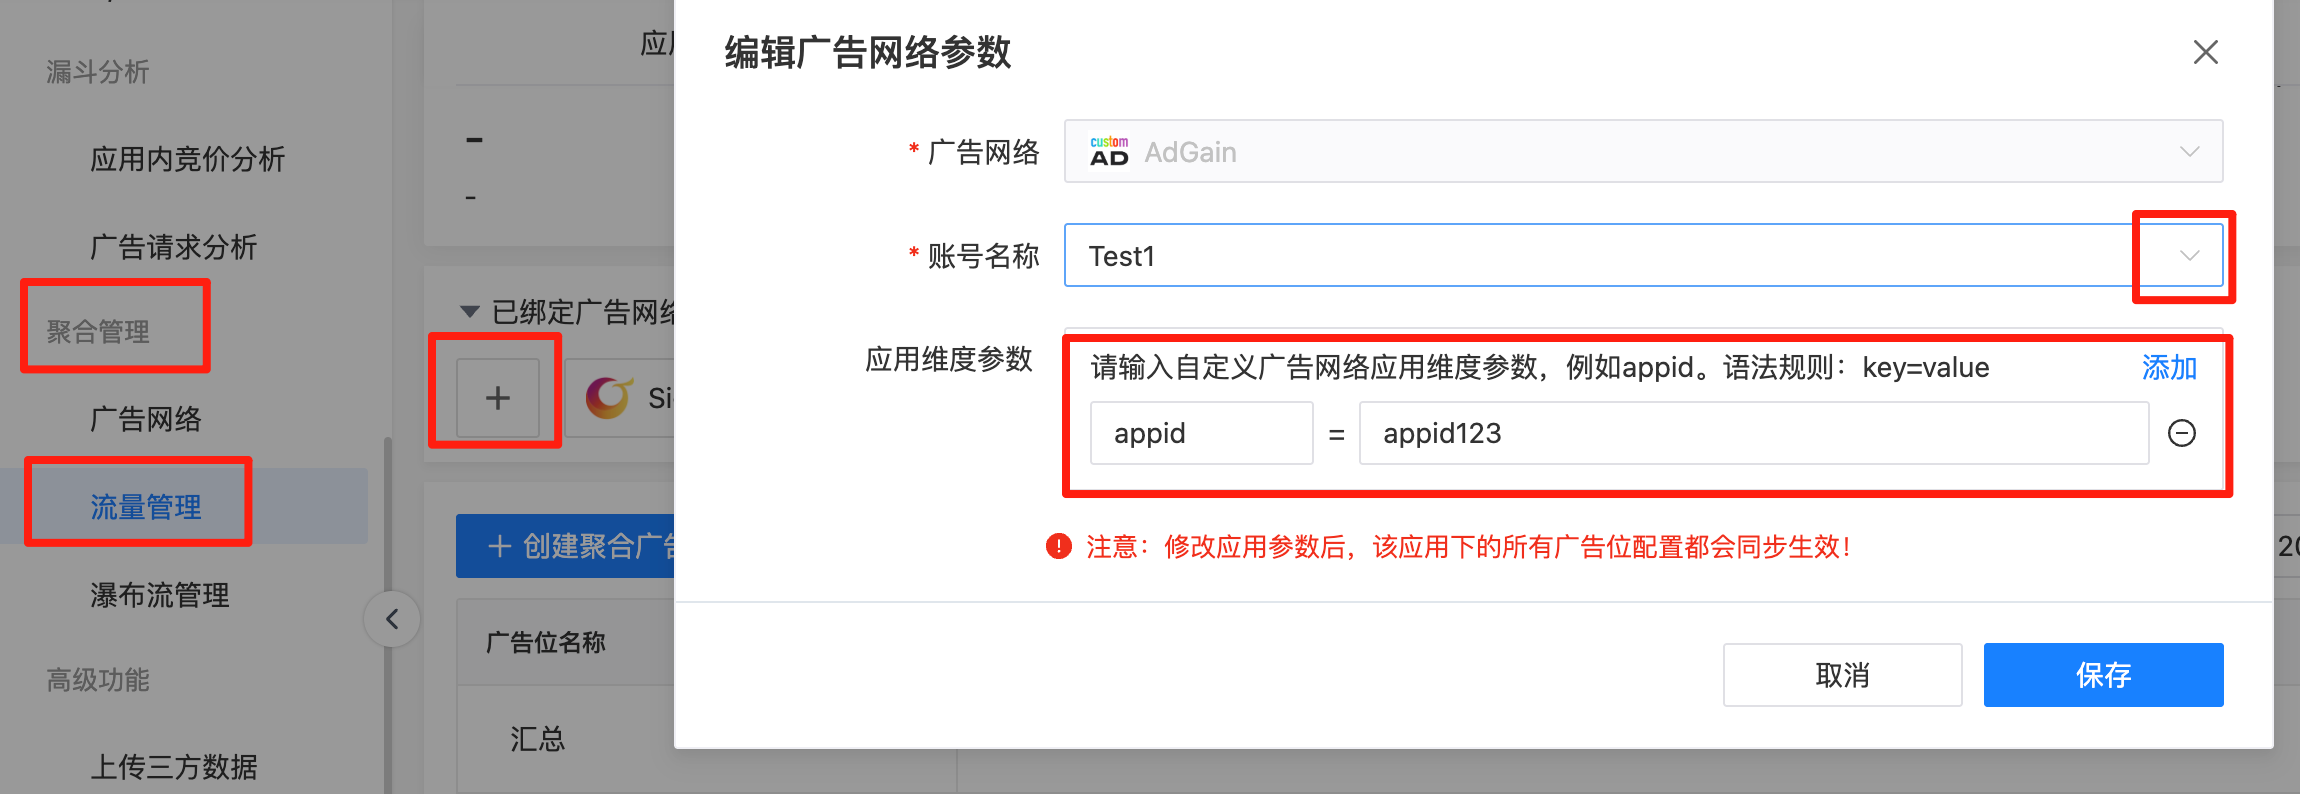 漏斗分析
应用内竞价分析
广告请求分析
聚合管理
广告网络
流量管理
瀑布流管理
高级功能
上传三方数据
-
-
已绑定广告网络
+
+ 创建聚合广告
广告位名称
汇总
编辑广告网络参数
* 广告网络
custom
AD
AdGain
* 账号名称
Test1
应用维度参数
请输入自定义广告网络应用维度参数，例如appid。语法规则：key=value
添加
appid = appid123
注意：修改应用参数后，该应用下的所有广告位配置都会同步生效！
取消
保存